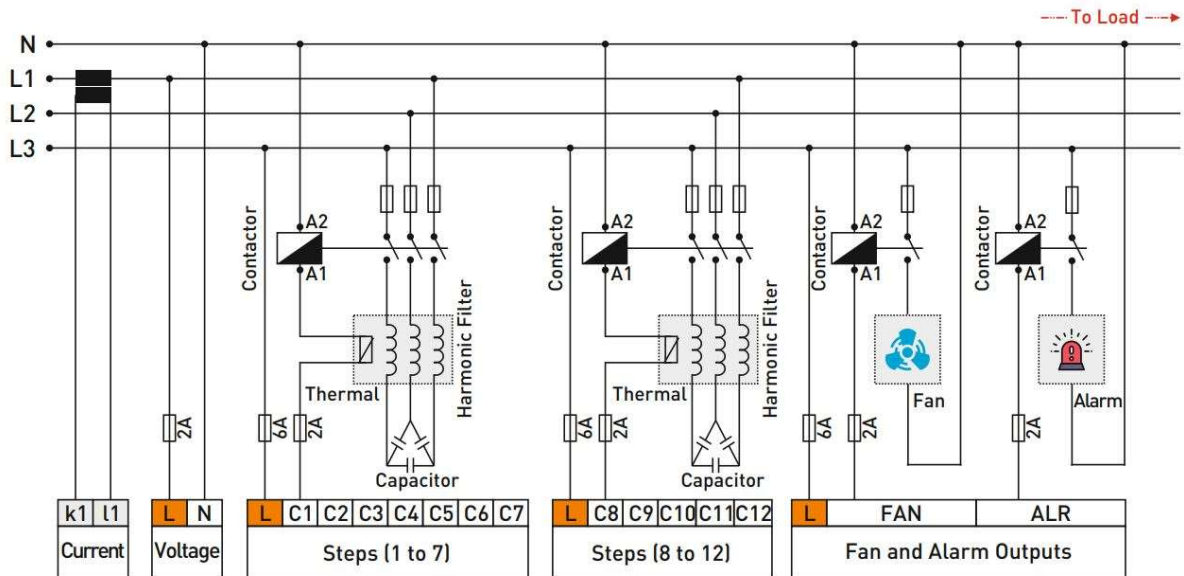 To Load
N
L1
L2
L3
Contactor
A2
A1
Thermal
Harmonic Filter
6A
2A
Capacitor
Contactor
A2
A1
Thermal
Harmonic Filter
6A
2A
Capacitor
Contactor
A2
A1
Fan
6A
2A
Contactor
A2
A1
Alarm
2A
2A
k1 l1
Current
L N
Voltage
L C1 C2 C3 C4 C5 C6 C7
Steps (1 to 7)
L C8 C9 C10 C11 C12
Steps (8 to 12)
L FAN ALR
Fan and Alarm Outputs